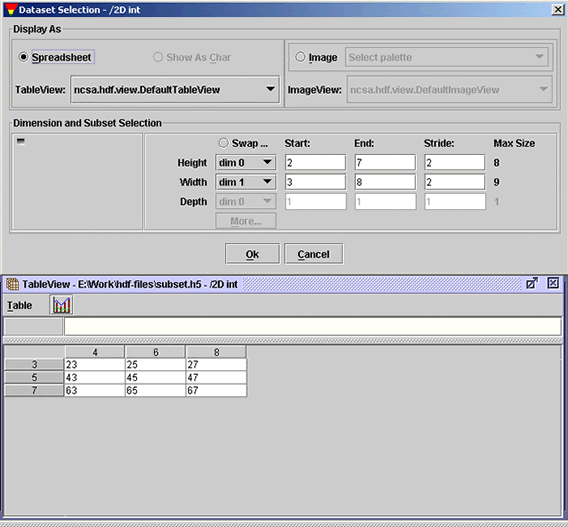 Dataset Selection - /2D int
Display As
Spreadsheet Show As Char Image Select palette
TableView: ncsa.hdf.view.DefaultTableView ImageView: ncsa.hdf.view.DefaultImageView
Dimension and Subset Selection
Swap ... Start: End: Stride: Max Size
Height dim 0 2 7 2 8
Width dim 1 3 8 2 9
Depth dim 0 1 1 1 1
More...
Ok Cancel
TableView - E:\Work\hdf-files\subset.h5 - /2D int
Table
4 6 8
3 23 25 27
5 43 45 47
7 63 65 67